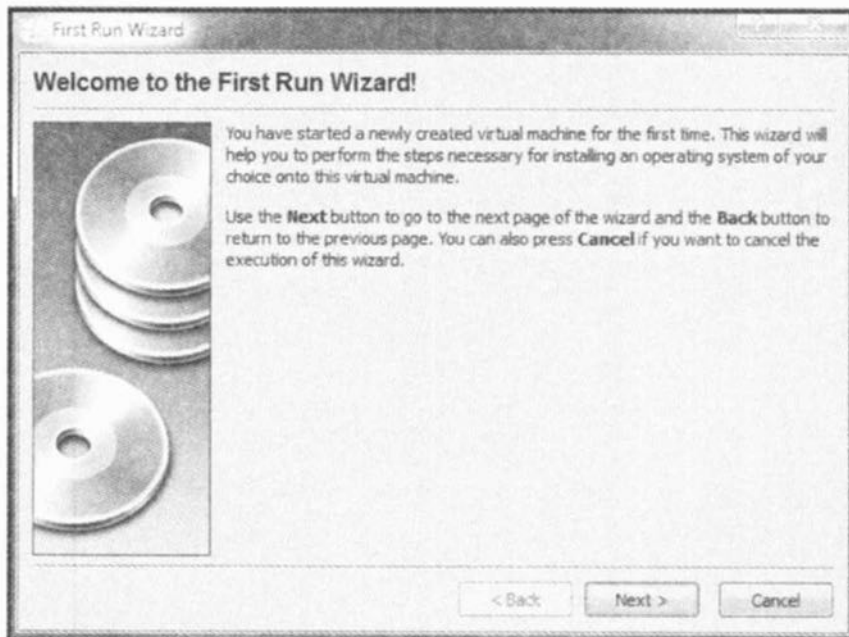 First Run Wizard
Welcome to the First Run Wizard!
You have started a newly created virtual machine for the first time. This wizard will
help you to perform the steps necessary for installing an operating system of your
choice onto this virtual machine.
Use the Next button to go to the next page of the wizard and the Back button to
return to the previous page. You can also press Cancel if you want to cancel the
execution of this wizard.
< Back
Next >
Cancel